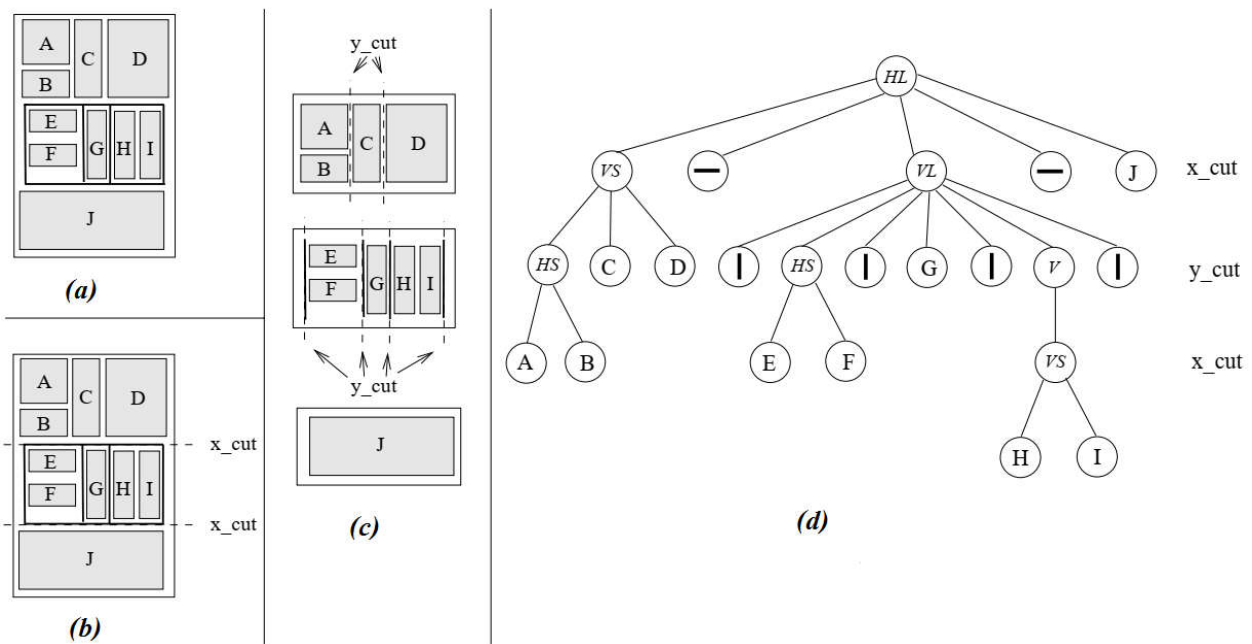 A
C
D
B
E
F
G
H
I
J
(a)
A
C
D
B
x_cut
E
F
G
H
I
x_cut
J
(b)
y_cut
A
C
D
B
E
F
G
H
I
y_cut
J
(c)
HL
VS
VL
J
x_cut
HS
C
D
HS
G
V
y_cut
A
B
E
F
VS
x_cut
H
I
(d)